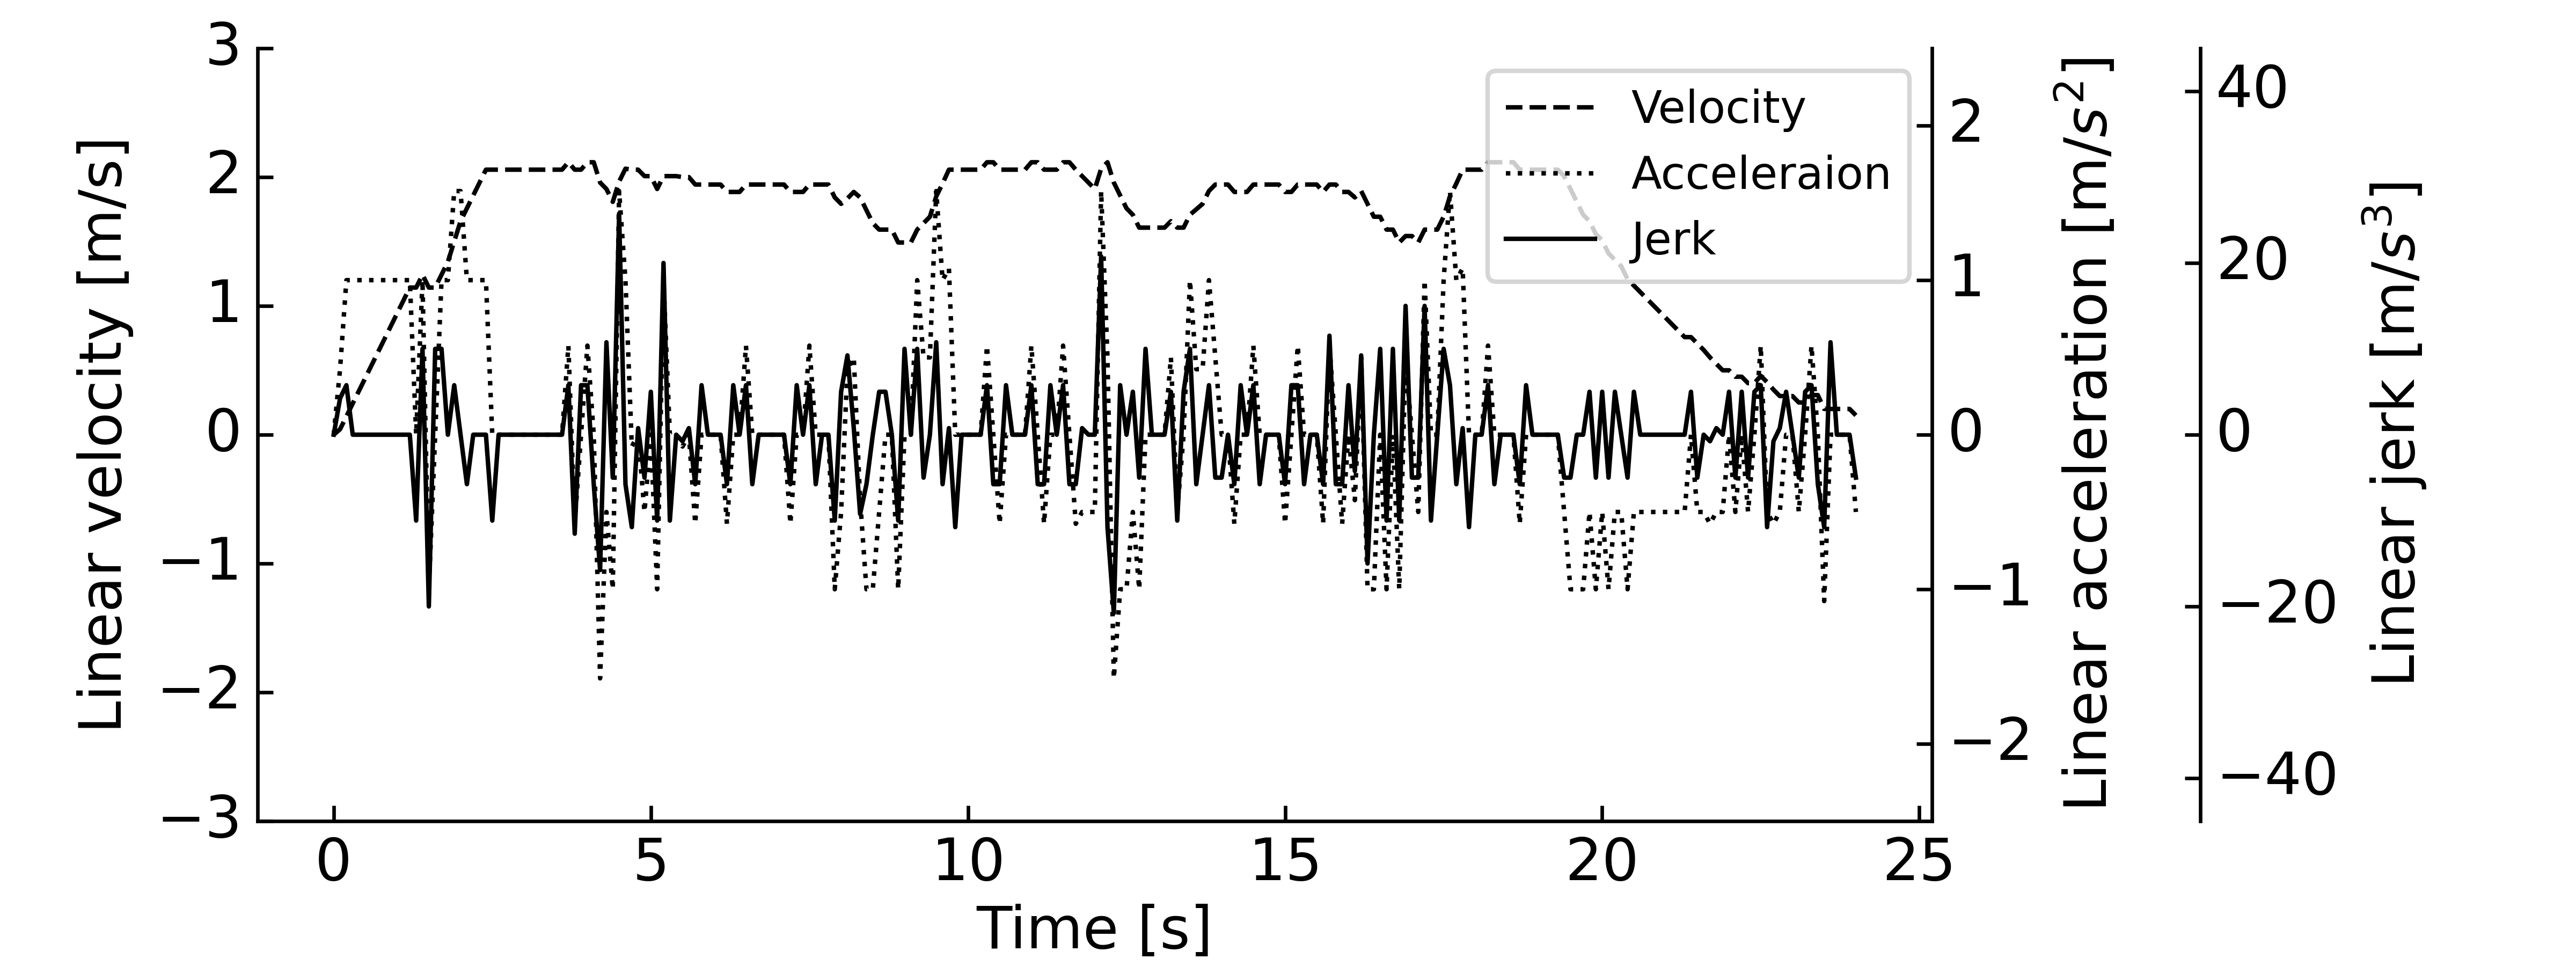 Linear velocity [m/s]
3
2
1
0
−1
−2
−3
0 5 10 15 20 25
Time [s]
Velocity
Acceleraion
Jerk
2
1
0
−1
−2
Linear acceleration [m/s²]
40
20
0
−20
−40
Linear jerk [m/s³]